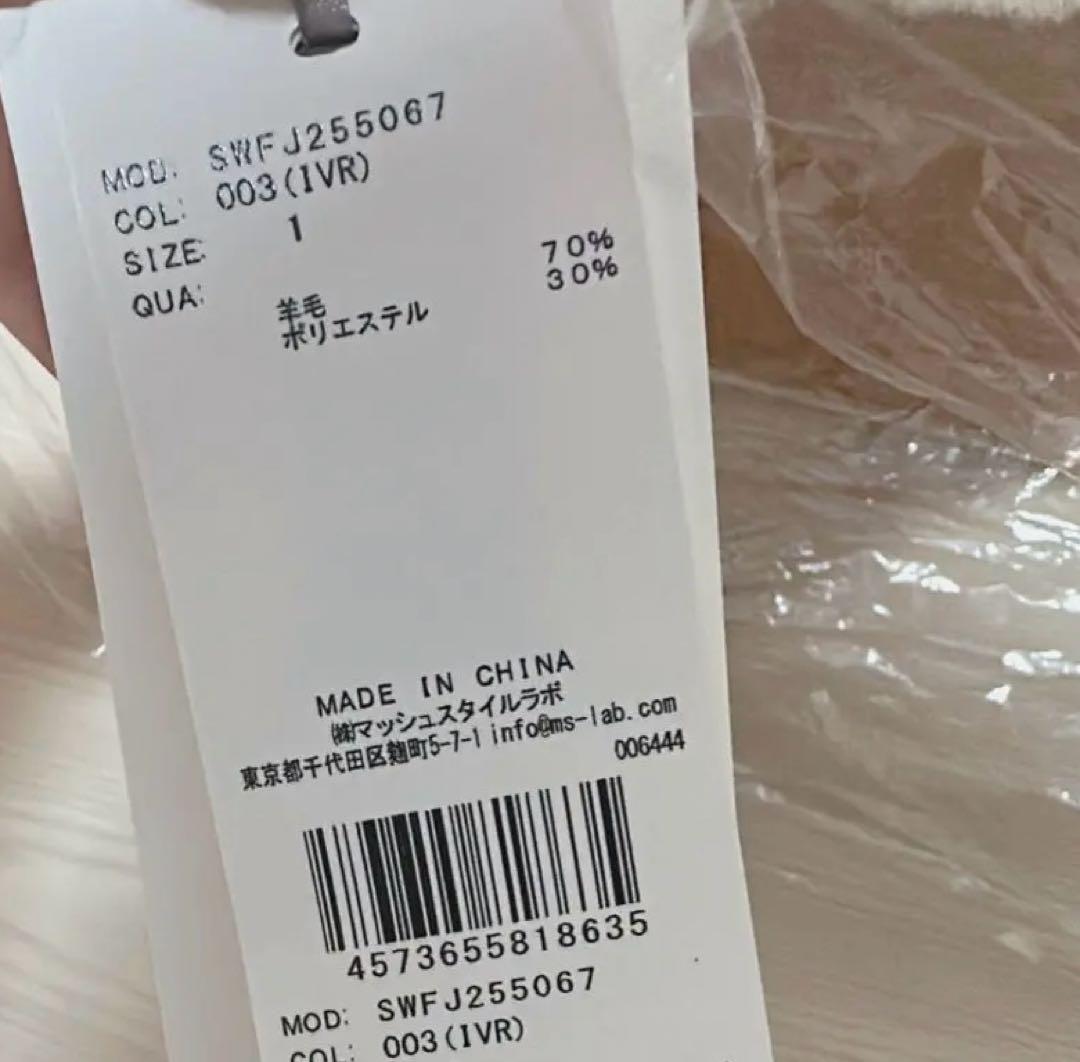 MOD: SWFJ255067
COL: 003(IVR)
SIZE: 1
QUA: 羊毛 70%
ポリエステル 30%
MADE IN CHINA
㈱マッシュスタイルラボ
東京都千代田区麹町5-7-1 info@ms-lab.com
006444
4573655818635
MOD: SWFJ255067
COL: 003(IVR)